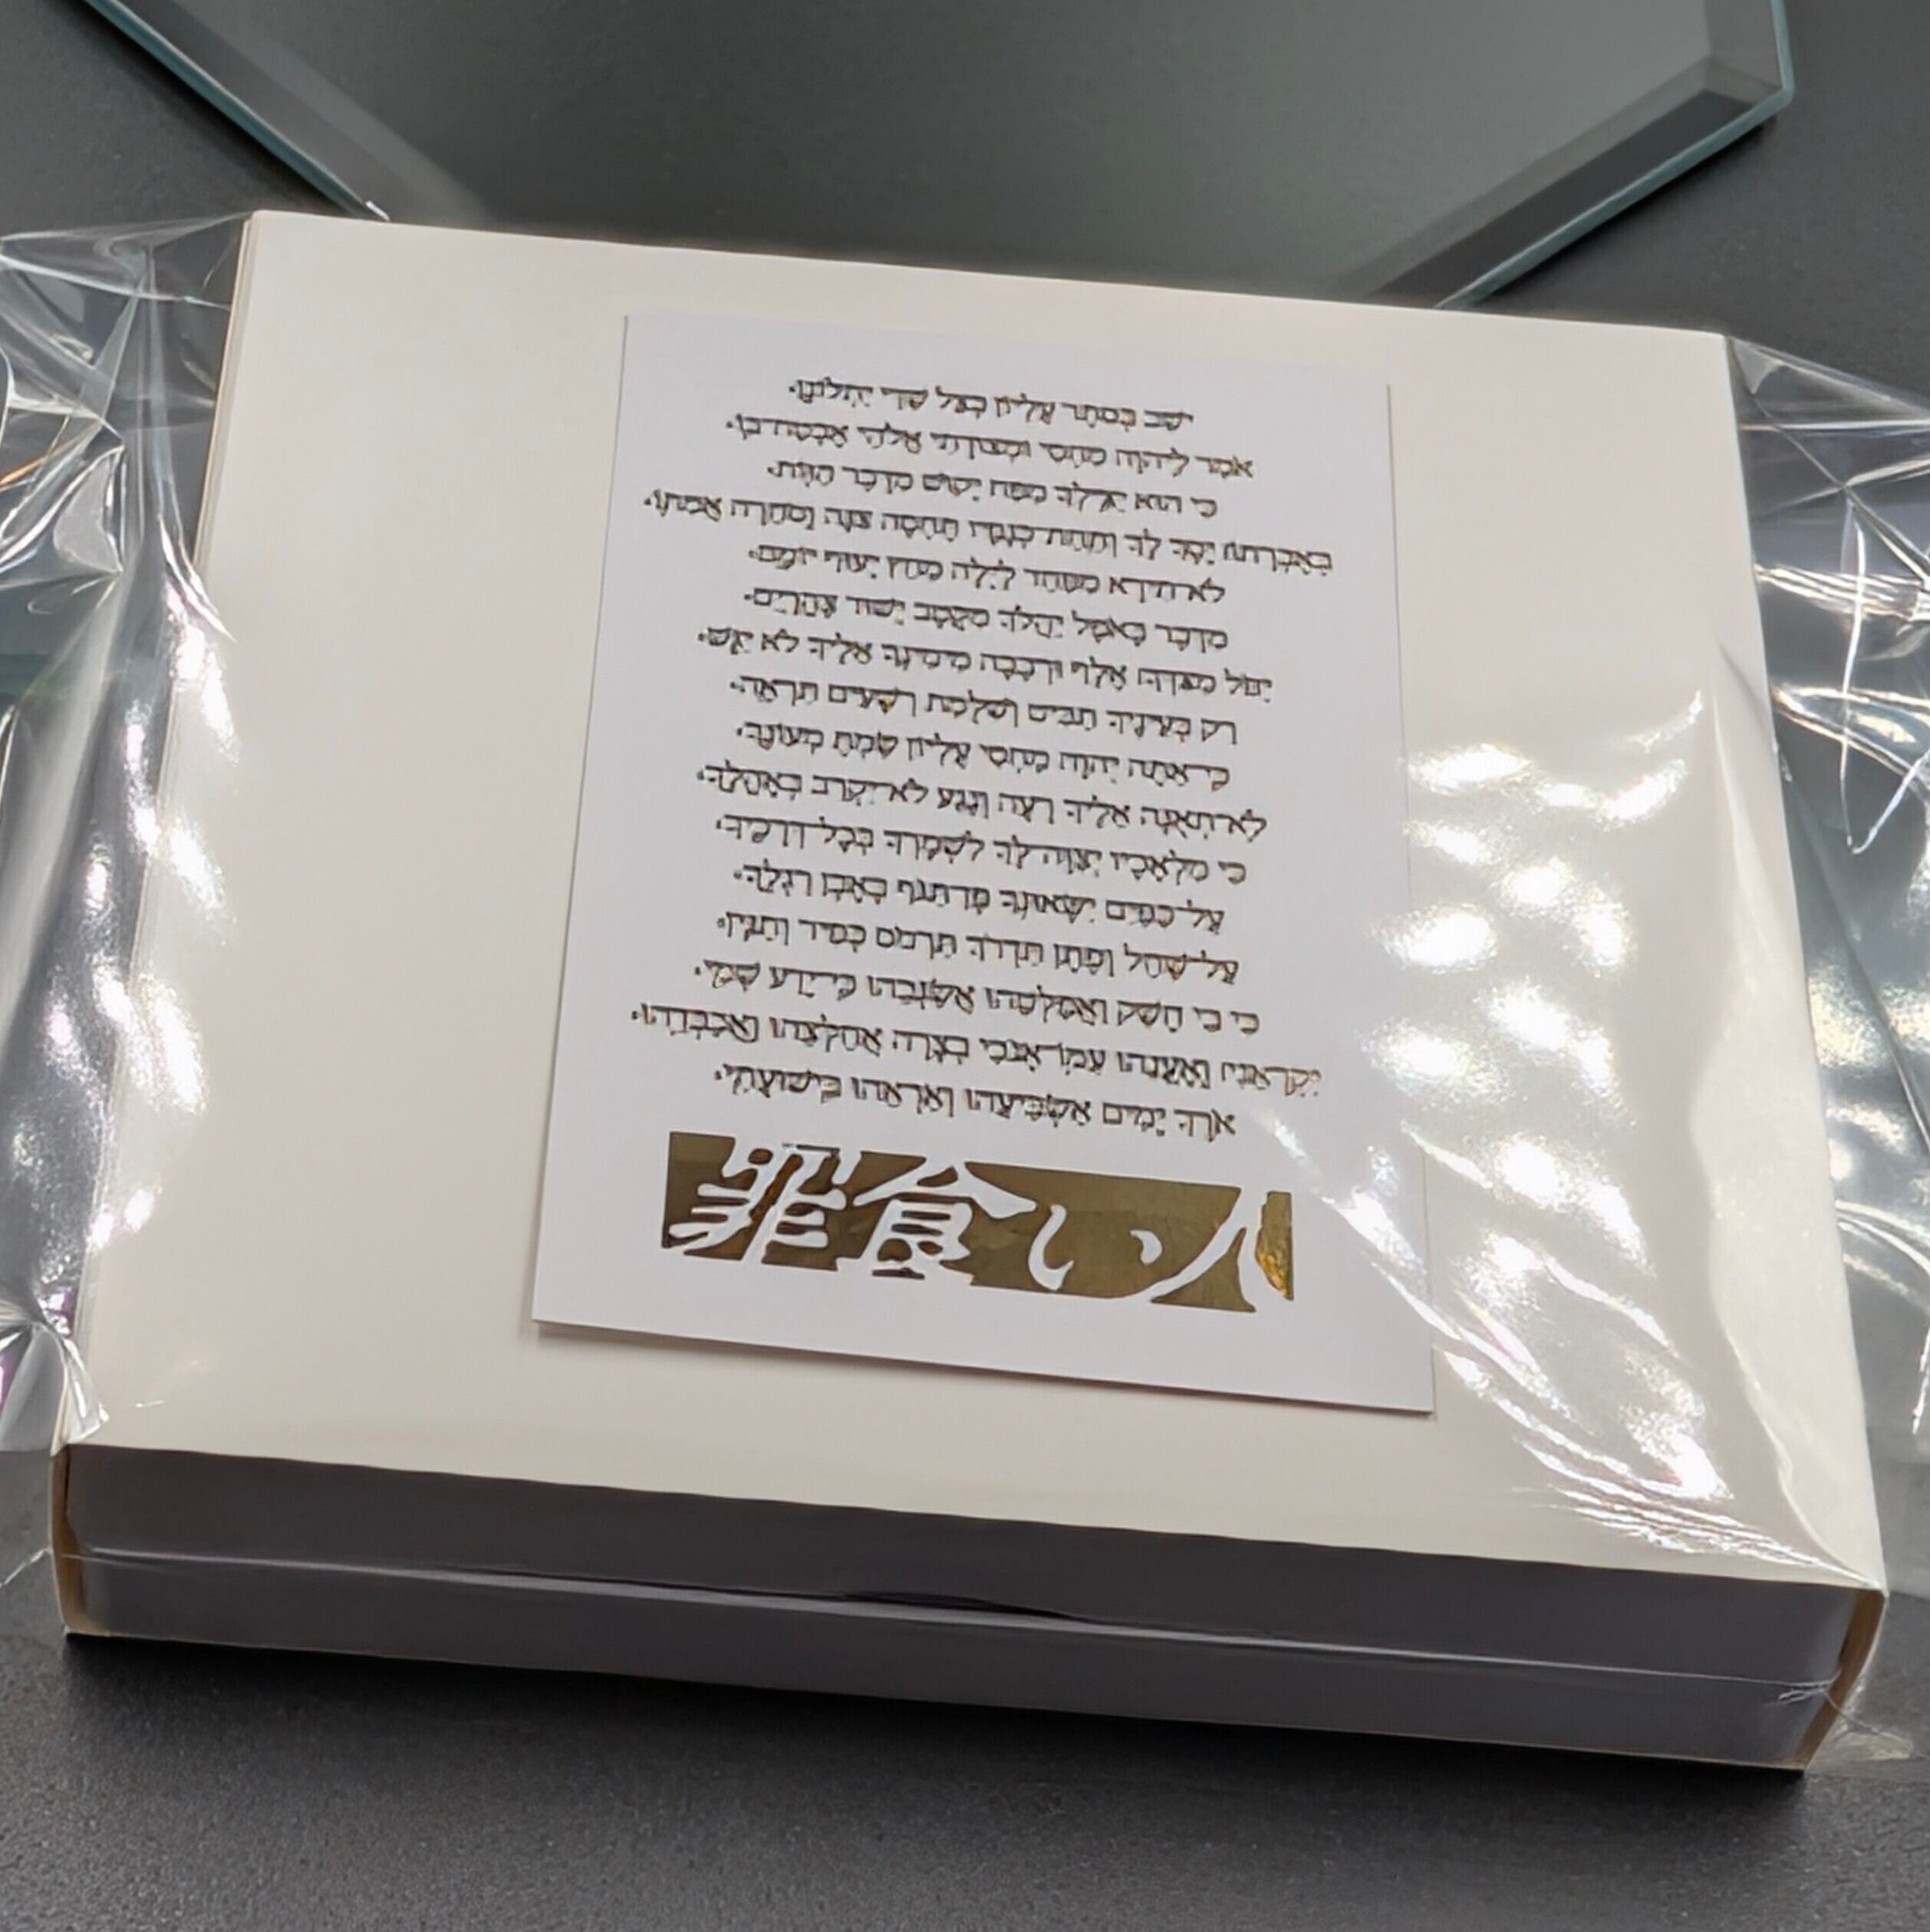 ישב בסתר עליון בצל שדי יתלונן.
אמר ליהוה מחסי ומצודתי אלהי אבטח־בו.
כי הוא יצילך מפח יקוש מדבר הוות.
באברתו יסך לך ותחת כנפיו תחסה צנה וסחרה אמתו.
לא־תירא מפחד לילה מחץ יעוף יומם.
מדבר באפל יהלך מקטב ישוד צהרים.
יפל מצדך אלף ורבבה מימינך אליך לא יגש.
רק בעיניך תביט ושלמת רשעים תראה.
כי־אתה יהוה מחסי עליון שמת מעונך.
לא־תאנה אליך רעה ונגע לא־יקרב באהלך.
כי מלאכיו יצוה־לך לשמרך בכל־דרכיך.
על־כפים ישאונך פן־תגף באבן רגלך.
על־שחל ופתן תדרך תרמס כפיר ותנין.
כי בי חשק ואפלטהו אשגבהו כי־ידע שמי.
יקראני ואענהו עמו־אנכי בצרה אחלצהו ואכבדהו.
ארך ימים אשביעהו ואראהו בישועתי.
罪食い人